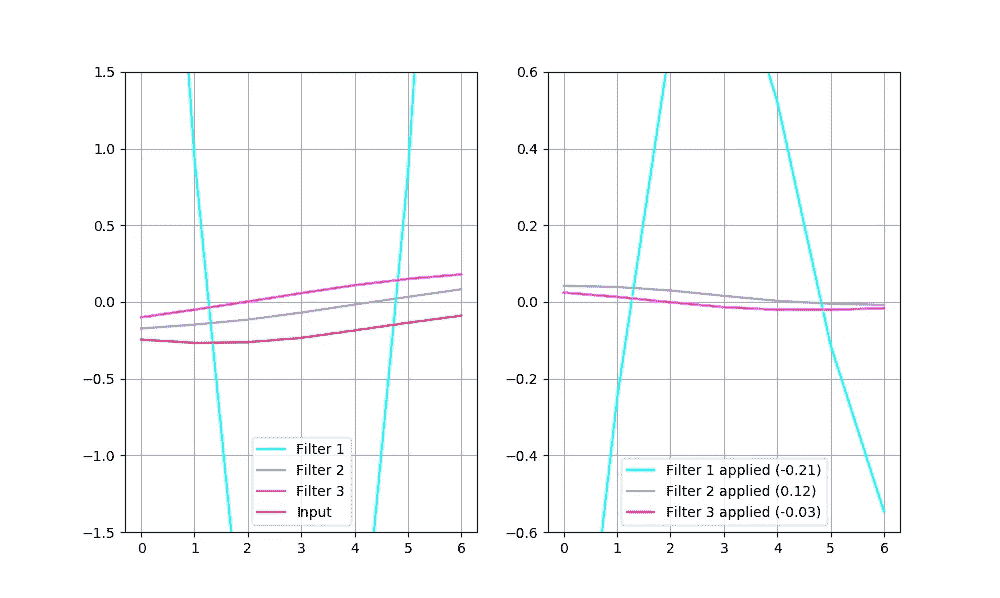 1.5
1.0
0.5
0.0
−0.5
−1.0
−1.5
0 1 2 3 4 5 6
Filter 1
Filter 2
Filter 3
Input
0.6
0.4
0.2
0.0
−0.2
−0.4
−0.6
0 1 2 3 4 5 6
Filter 1 applied (-0.21)
Filter 2 applied (0.12)
Filter 3 applied (-0.03)